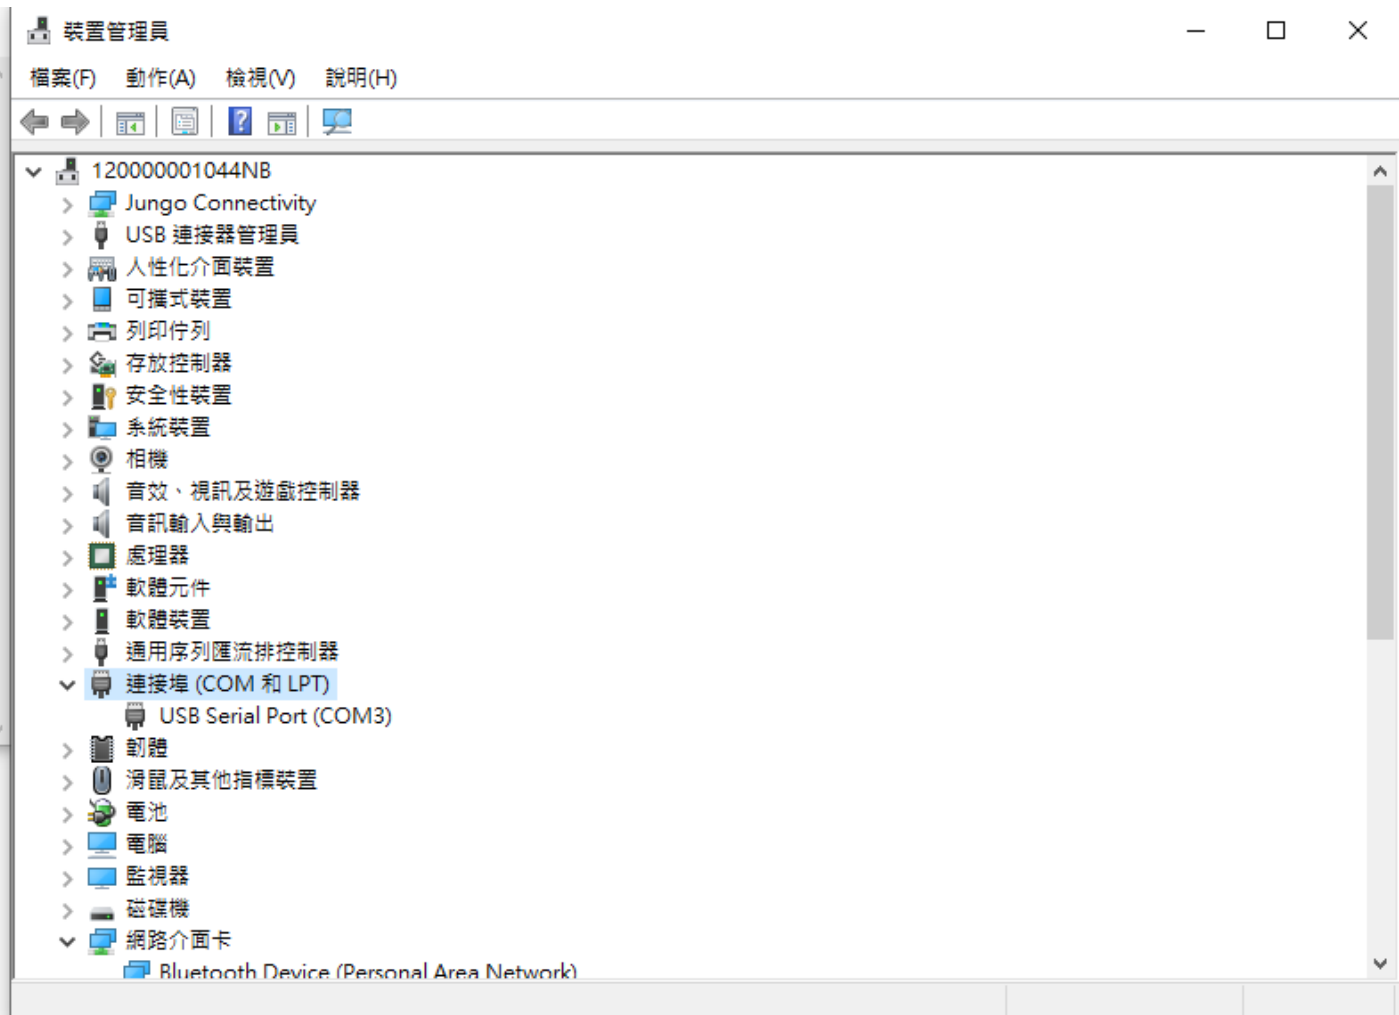 裝置管理員
檔案(F) 動作(A) 檢視(V) 說明(H)
120000001044NB
Jungo Connectivity
USB 連接器管理員
人性化介面裝置
可攜式裝置
列印佇列
存放控制器
安全性裝置
系統裝置
相機
音效、視訊及遊戲控制器
音訊輸入與輸出
處理器
軟體元件
軟體裝置
通用序列匯流排控制器
連接埠 (COM 和 LPT)
USB Serial Port (COM3)
韌體
滑鼠及其他指標裝置
電池
電腦
監視器
磁碟機
網路介面卡
Bluetooth Device (Personal Area Network)